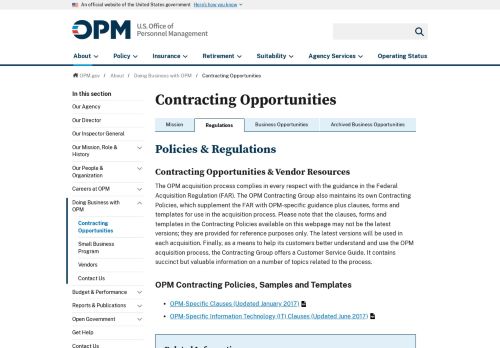 An official website of the United States government Here's how you know
OPM U.S. Office of
Personnel Management
About Policy Insurance Retirement Suitability Agency Services Operating Status
OPM.gov / About / Doing Business with OPM / Contracting Opportunities
In this section
Our Agency
Our Director
Our Inspector General
Our Mission, Role &
History
Our People &
Organization
Careers at OPM
Doing Business with
OPM
Contracting
Opportunities
Small Business
Program
Vendors
Contact Us
Budget & Performance
Reports & Publications
Open Government
Get Help
Contact Us
Contracting Opportunities
Mission Regulations Business Opportunities Archived Business Opportunities
Policies & Regulations
Contracting Opportunities & Vendor Resources
The OPM acquisition process complies in every respect with the guidance in the Federal
Acquisition Regulation (FAR). The OPM Contracting Group also maintains its own Contracting
Policies, which supplement the FAR with OPM-specific guidance plus clauses, forms and
templates for use in the acquisition process. Please note that the clauses, forms and
templates in the Contracting Policies available on this webpage may not be the latest
versions; they are provided for reference purposes only. The latest versions will be used in
each acquisition. Finally, as a means to help its customers better understand and use the OPM
acquisition process, the Contracting Group offers a Customer Service Guide. It contains
succinct but valuable information on a number of topics related to the process.
OPM Contracting Policies, Samples and Templates
OPM-Specific Clauses (Updated January 2017)
OPM-Specific Information Technology (IT) Clauses (Updated June 2017)